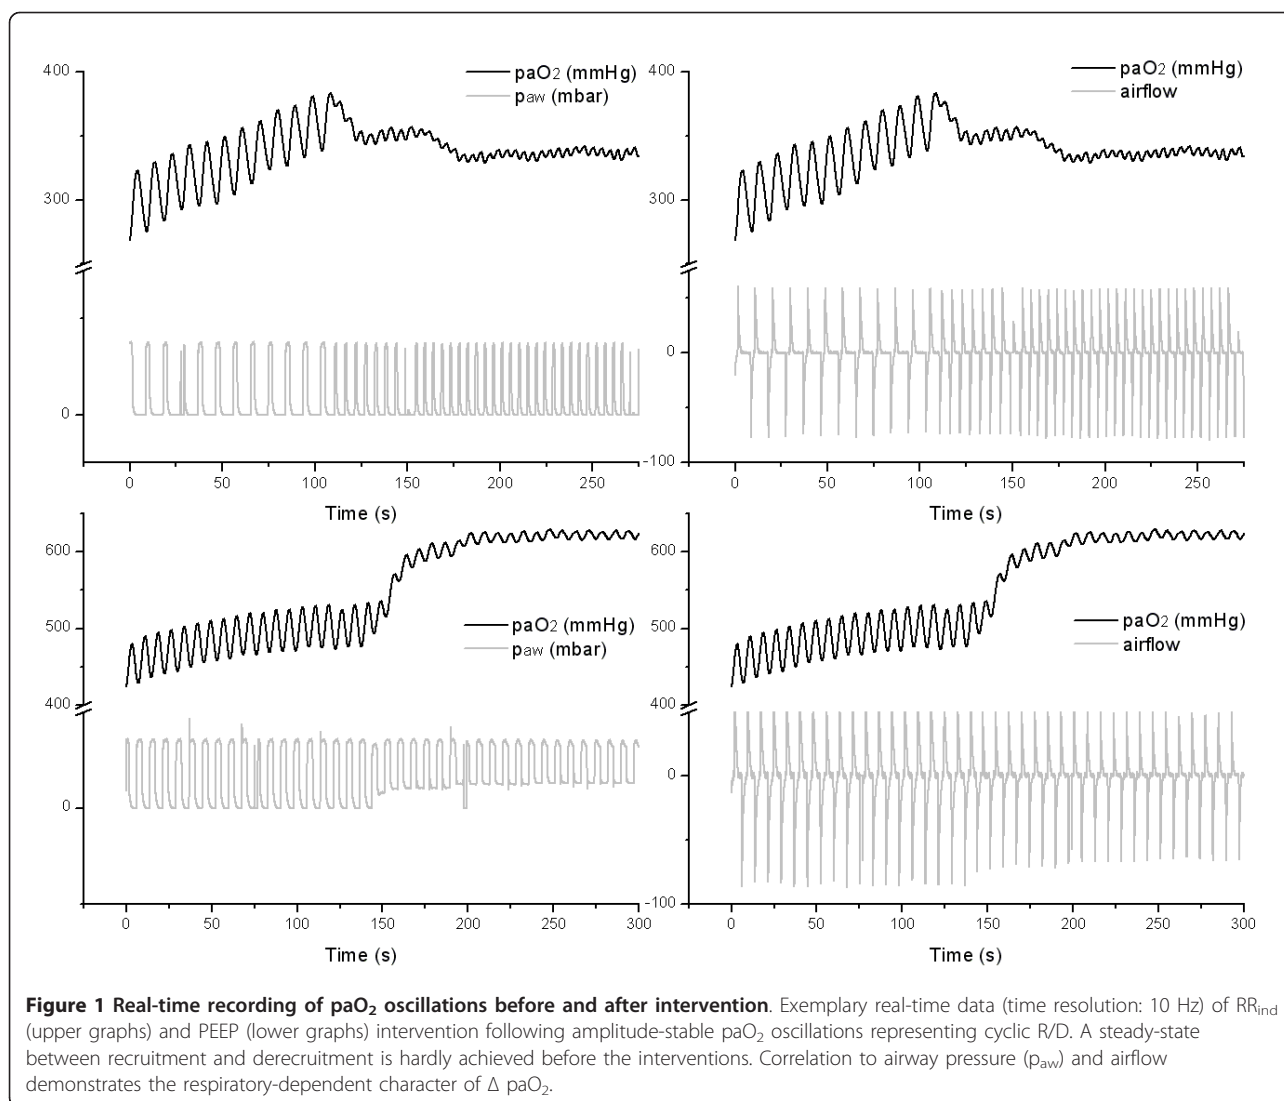 400
300
0
paO2 (mmHg)
paw (mbar)
0 50 100 150 200 250
Time (s)
400
300
0
-100
paO2 (mmHg)
airflow
0 50 100 150 200 250
Time (s)
600
500
400
0
paO2 (mmHg)
paw (mbar)
0 50 100 150 200 250 300
Time (s)
600
500
400
0
-100
paO2 (mmHg)
airflow
0 50 100 150 200 250 300
Time (s)
Figure 1 Real-time recording of paO2 oscillations before and after intervention. Exemplary real-time data (time resolution: 10 Hz) of RRind
(upper graphs) and PEEP (lower graphs) intervention following amplitude-stable paO2 oscillations representing cyclic R/D. A steady-state
between recruitment and derecruitment is hardly achieved before the interventions. Correlation to airway pressure (paw) and airflow
demonstrates the respiratory-dependent character of Δ paO2.